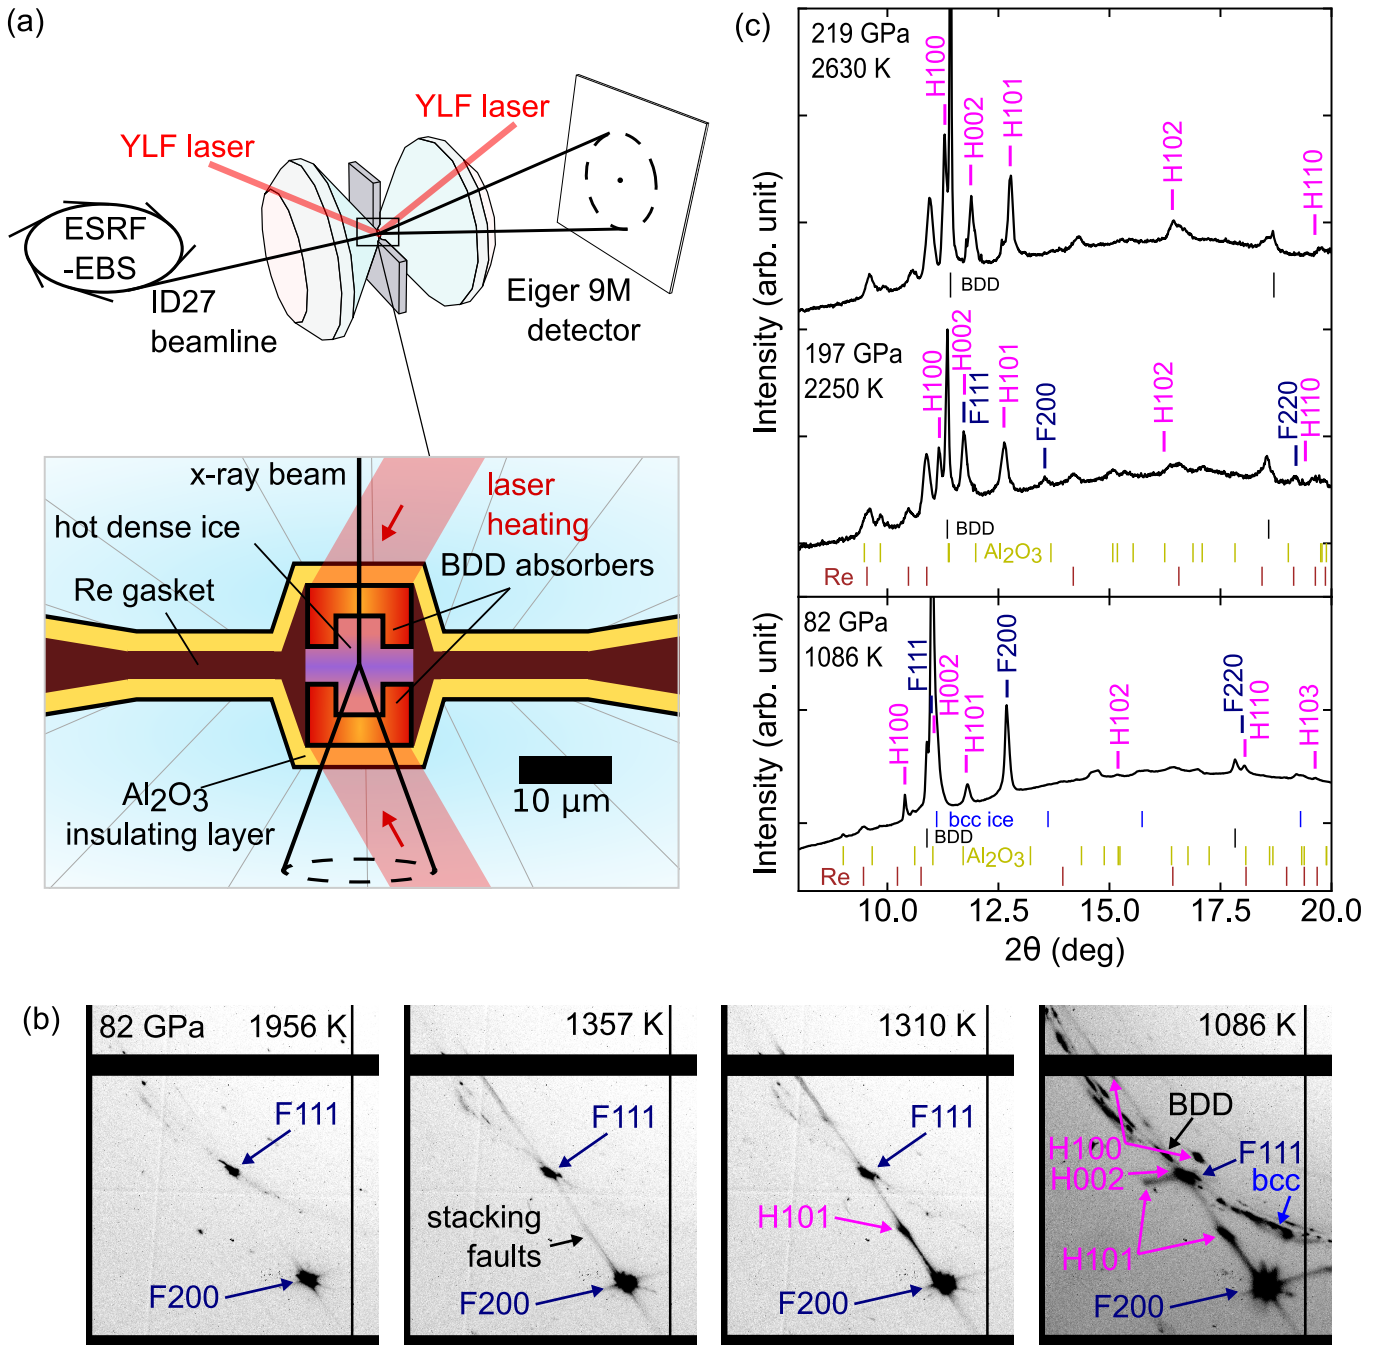 (a)
YLF laser
YLF laser
ESRF
-EBS
ID27
beamline
Eiger 9M
detector
x-ray beam
hot dense ice
laser
heating
BDD absorbers
Re gasket
Al₂O₃
insulating layer
10 μm
(c)
Intensity (arb. unit)
219 GPa
2630 K
H100
H002
H101
H102
H110
BDD
197 GPa
2250 K
H100
H002
F111
H101
F200
H102
F220
H110
BDD
Al₂O₃
Re
Intensity (arb. unit)
82 GPa
1086 K
H100
F111
H002
H101
F200
H102
F220
H110
H103
bcc ice
BDD
Al₂O₃
Re
10.0 12.5 15.0 17.5 20.0
2θ (deg)
(b)
82 GPa 1956 K
F111
F200
1357 K
F111
stacking
faults
F200
1310 K
F111
H101
F200
1086 K
BDD
H100
F111
H002
bcc
H101
F200